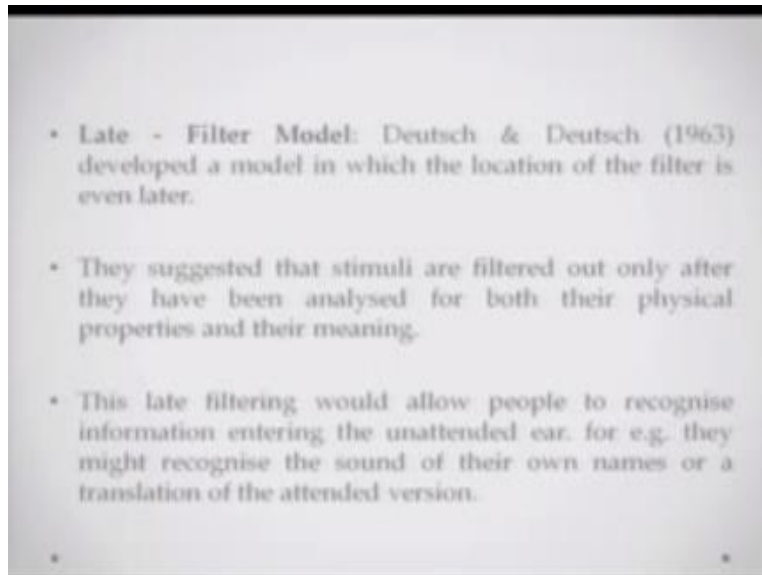 • Late - Filter Model: Deutsch & Deutsch (1963)
developed a model in which the location of the filter is
even later.
• They suggested that stimuli are filtered out only after
they have been analysed for both their physical
properties and their meaning.
• This late filtering would allow people to recognise
information entering the unattended ear. for e.g. they
might recognise the sound of their own names or a
translation of the attended version.